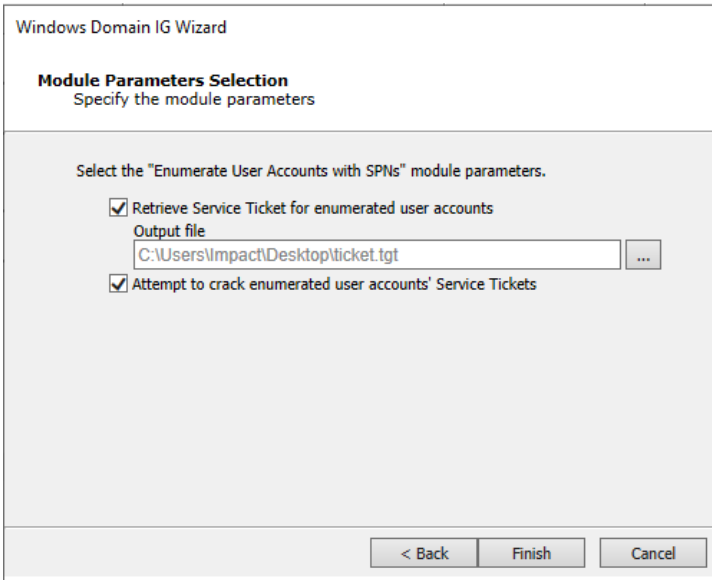 Windows Domain IG Wizard
Module Parameters Selection
Specify the module parameters
Select the "Enumerate User Accounts with SPNs" module parameters.
Retrieve Service Ticket for enumerated user accounts
Output file
C:\Users\Impact\Desktop\ticket.tgt
...
Attempt to crack enumerated user accounts' Service Tickets
< Back Finish Cancel